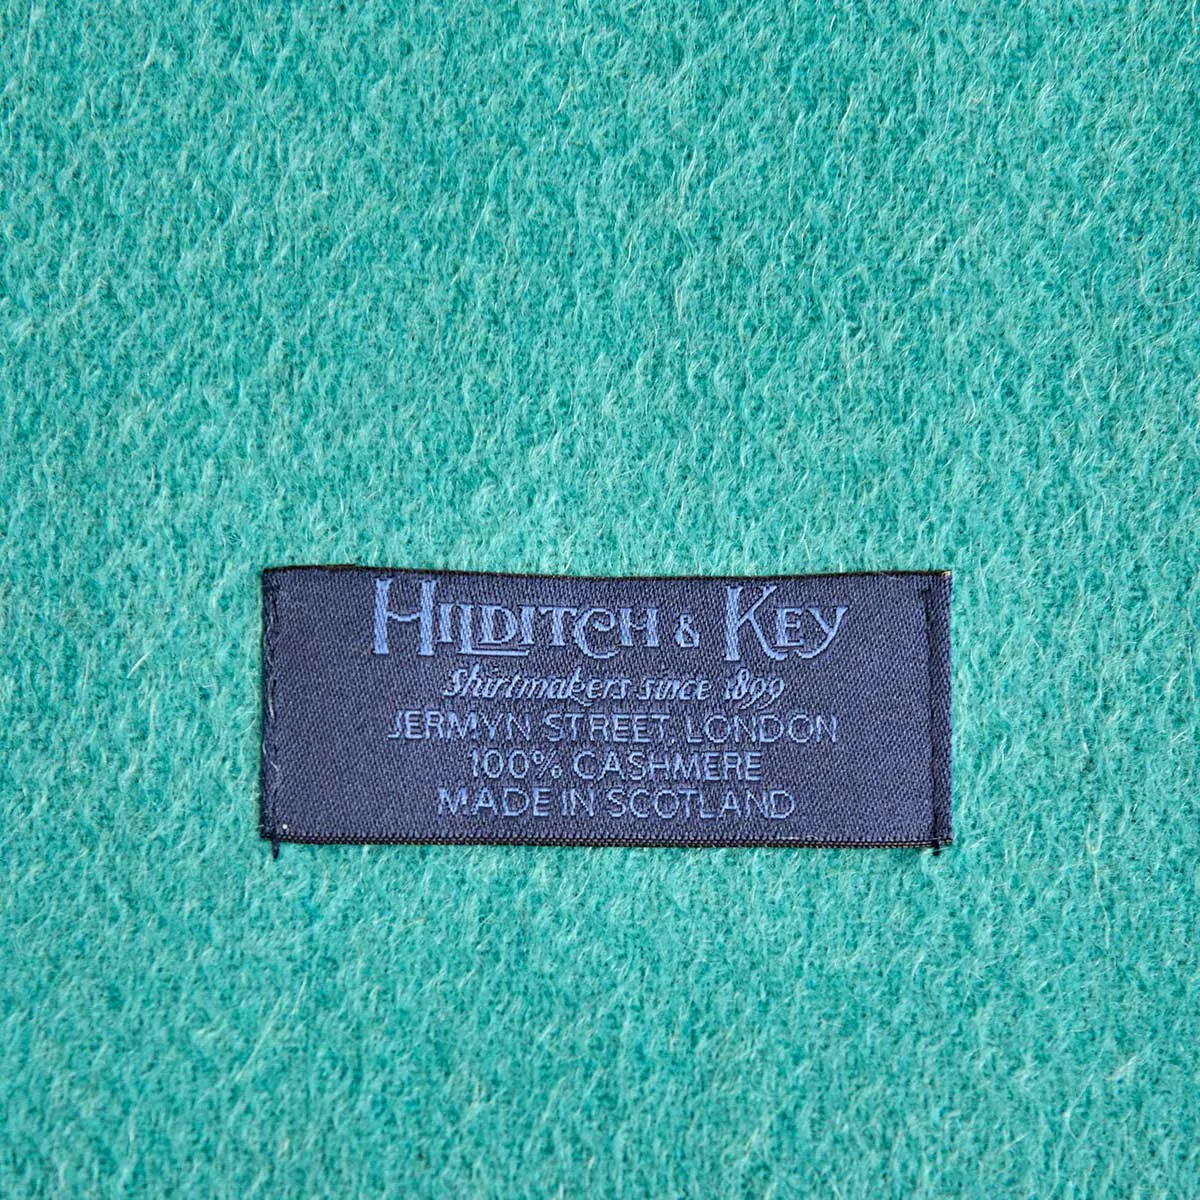 HILDITCH & KEY
Shirtmakers since 1899
JERMYN STREET, LONDON
100% CASHMERE
MADE IN SCOTLAND